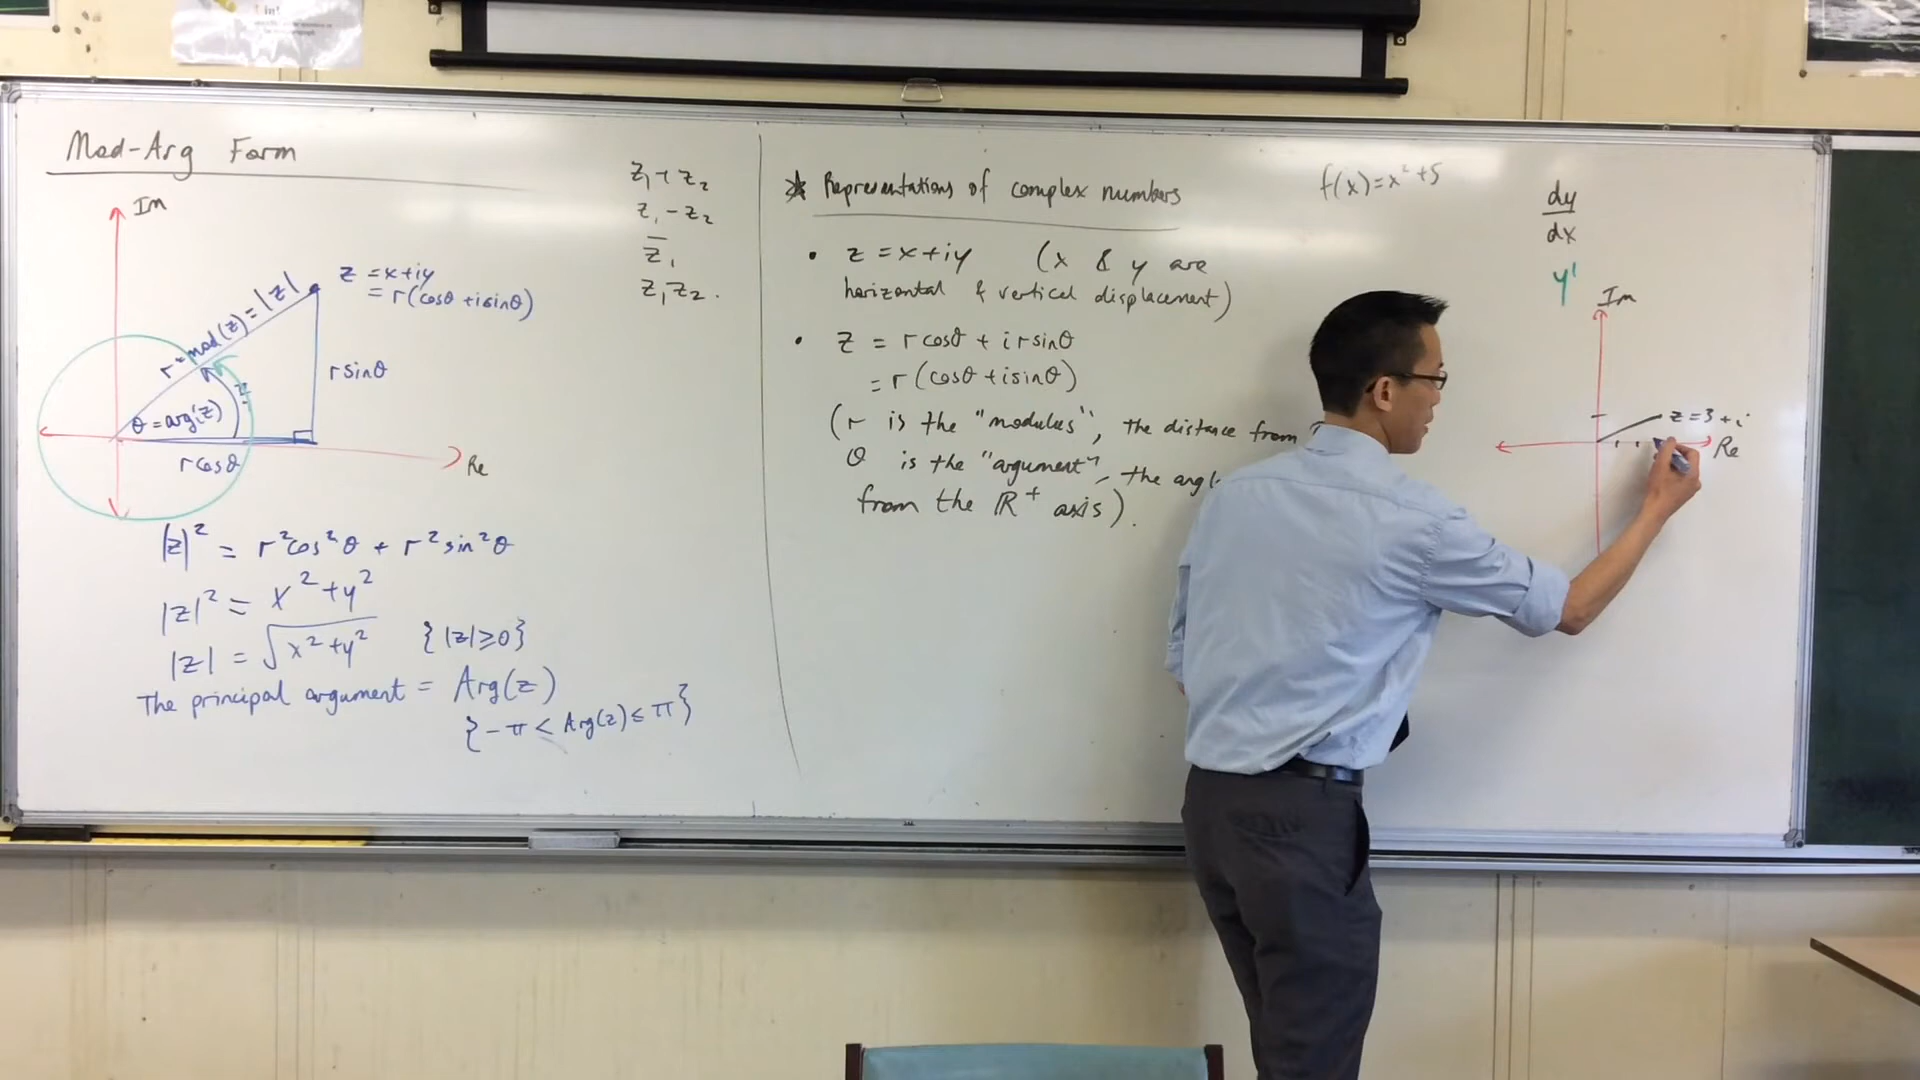 Mod-Arg Form
Im
z = x+iy
= r(cosθ + isinθ)
r = mod(z) = |z|
θ = arg(z)
r sinθ
r cosθ
Re
|z|² = r²cos²θ + r²sin²θ
|z|² = x² + y²
|z| = √x²+y² {|z|≥0}
The principal argument = Arg(z)
{-π < Arg(z) ≤ π}
z₁ + z₂
z₁ - z₂
z̅₁
z₁z₂.
★ Representations of complex numbers
• z = x+iy (x & y are
horizontal & vertical displacement)
• z = r cosθ + i r sinθ
= r(cosθ + isinθ)
(r is the "modulus", the distance from
θ is the "argument", the
from the ℝ⁺ axis).
f(x) = x² + 5
dy
dx
y'
Im
z = 3 + i
Re